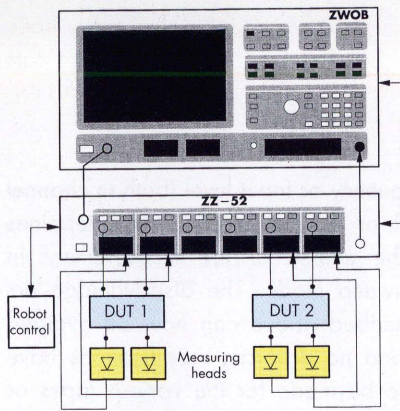 ZWOB
ZZ-52
Robot
control
DUT 1
DUT 2
Measuring
heads